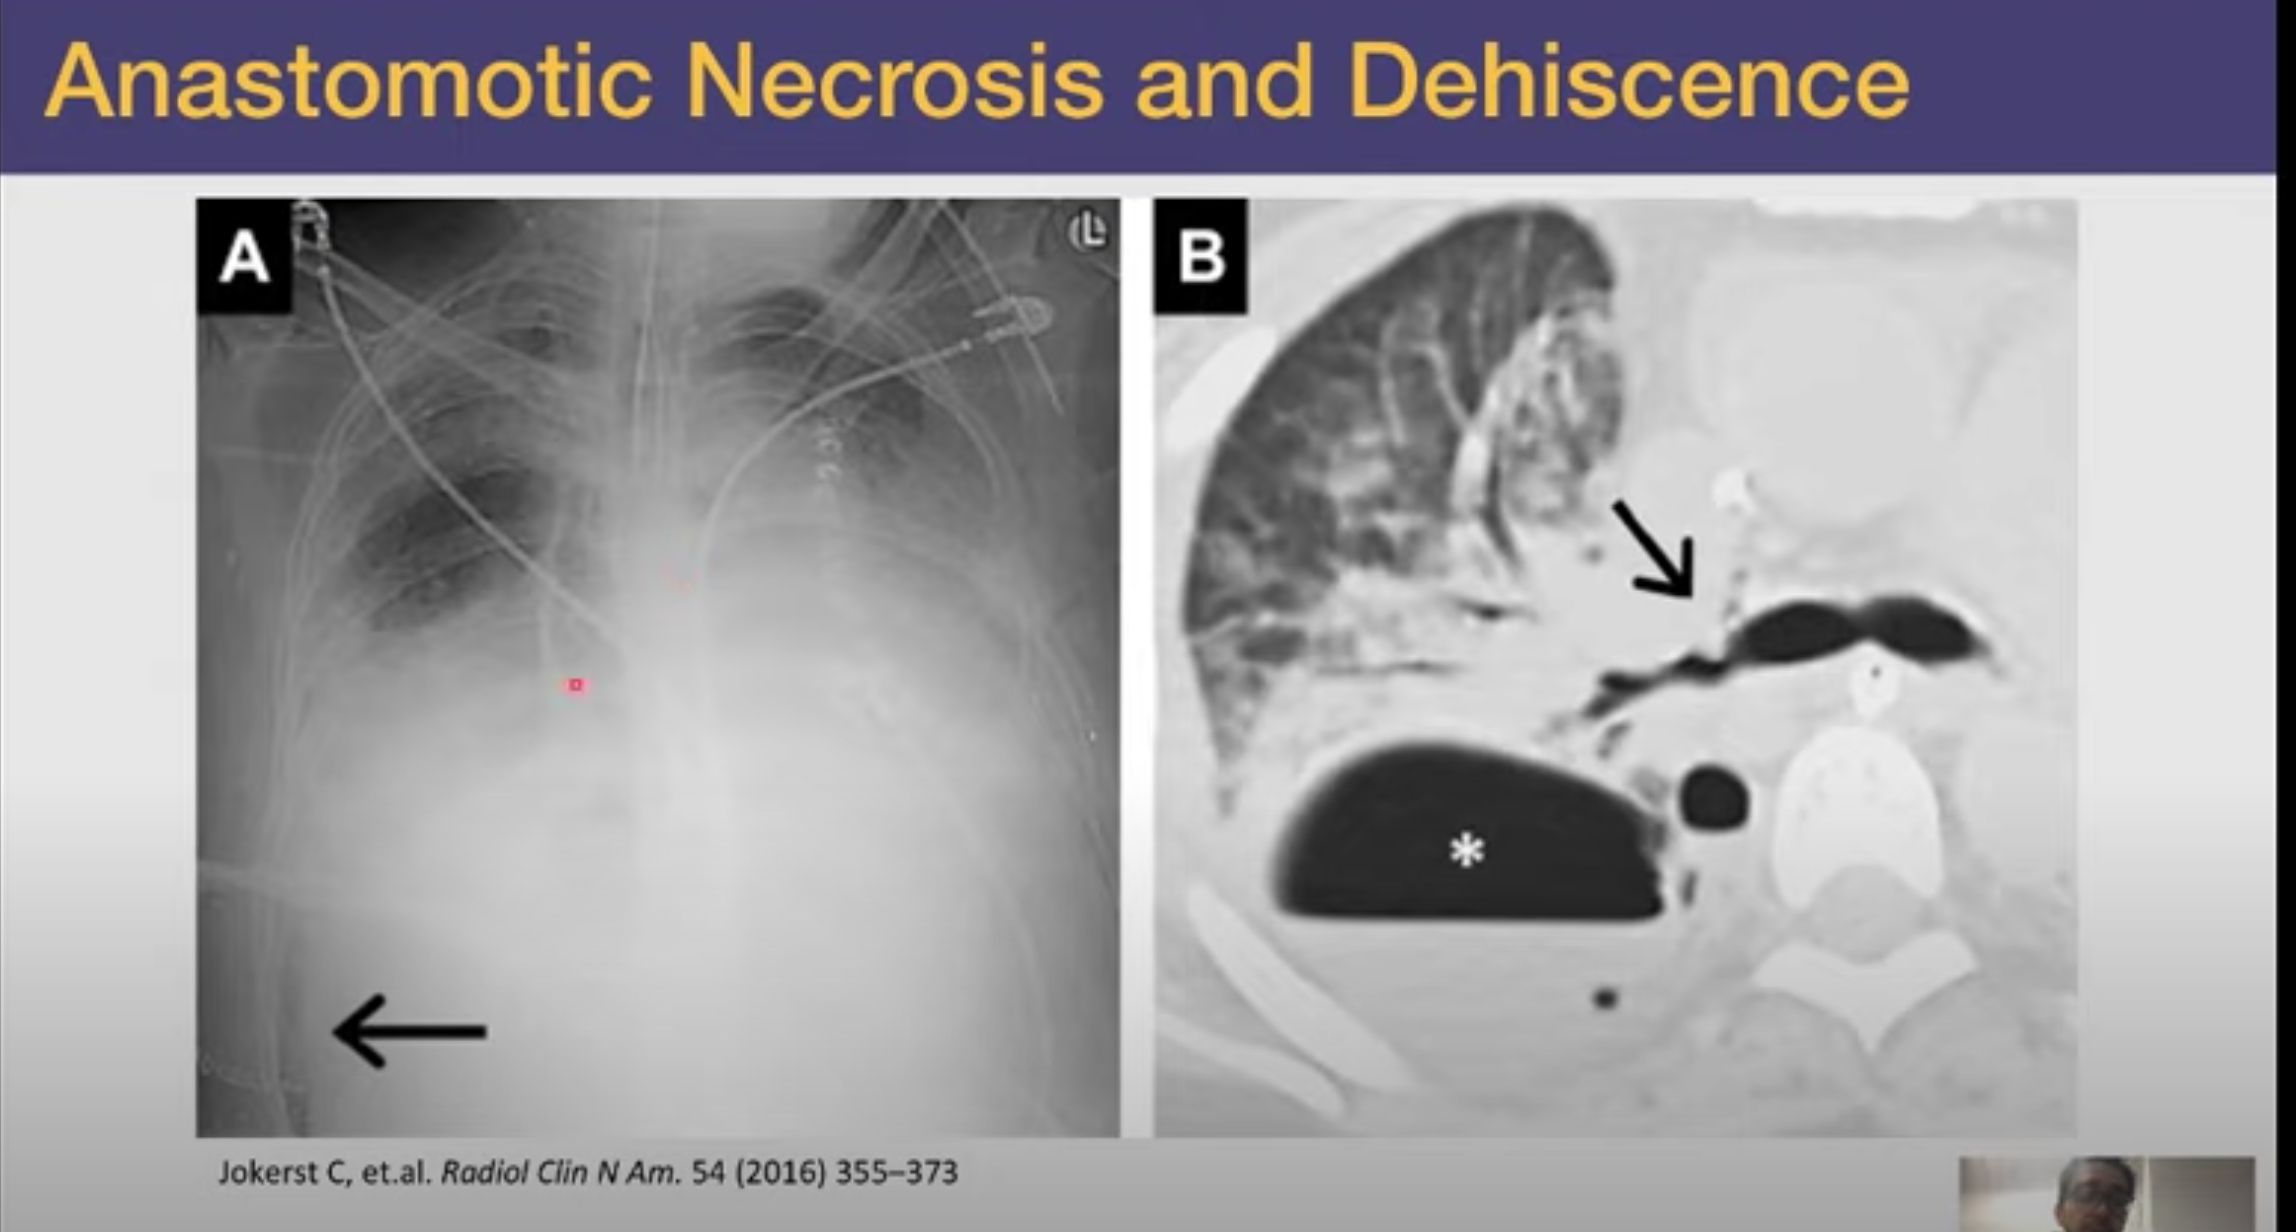 Anastomotic Necrosis and Dehiscence
A
L
B
*
Jokerst C, et.al. Radiol Clin N Am. 54 (2016) 355–373